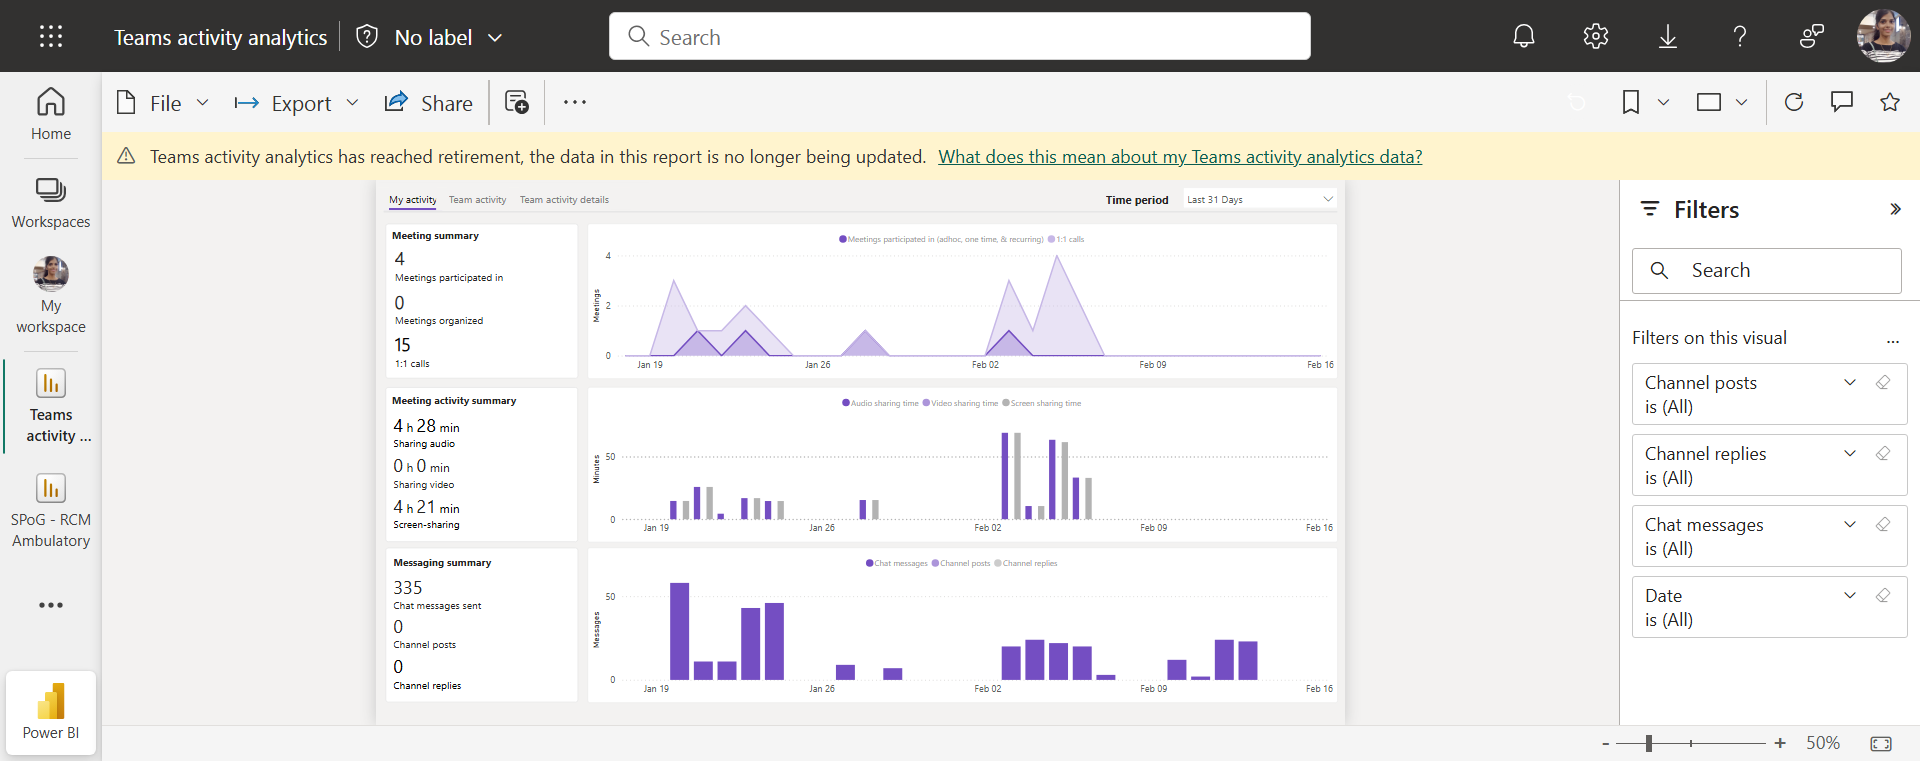 Teams activity analytics
No label
Search
File
Export
Share
Home
Workspaces
My
workspace
Teams
activity ...
SPoG - RCM
Ambulatory
Power BI
Teams activity analytics has reached retirement, the data in this report is no longer being updated. What does this mean about my Teams activity analytics data?
My activity Team activity Team activity details
Time period Last 31 Days
Meeting summary
4
Meetings participated in
0
Meetings organized
15
1:1 calls
Meetings participated in (adhoc, one time, & recurring) 1:1 calls
Meetings
4
2
0
Jan 19 Jan 26 Feb 02 Feb 09 Feb 16
Meeting activity summary
4 h 28 min
Sharing audio
0 h 0 min
Sharing video
4 h 21 min
Screen-sharing
Audio sharing time Video sharing time Screen sharing time
Minutes
50
0
Jan 19 Jan 26 Feb 02 Feb 09 Feb 16
Messaging summary
335
Chat messages sent
0
Channel posts
0
Channel replies
Chat messages Channel posts Channel replies
Messages
50
0
Jan 19 Jan 26 Feb 02 Feb 09 Feb 16
Filters
Search
Filters on this visual ...
Channel posts
is (All)
Channel replies
is (All)
Chat messages
is (All)
Date
is (All)
- + 50%